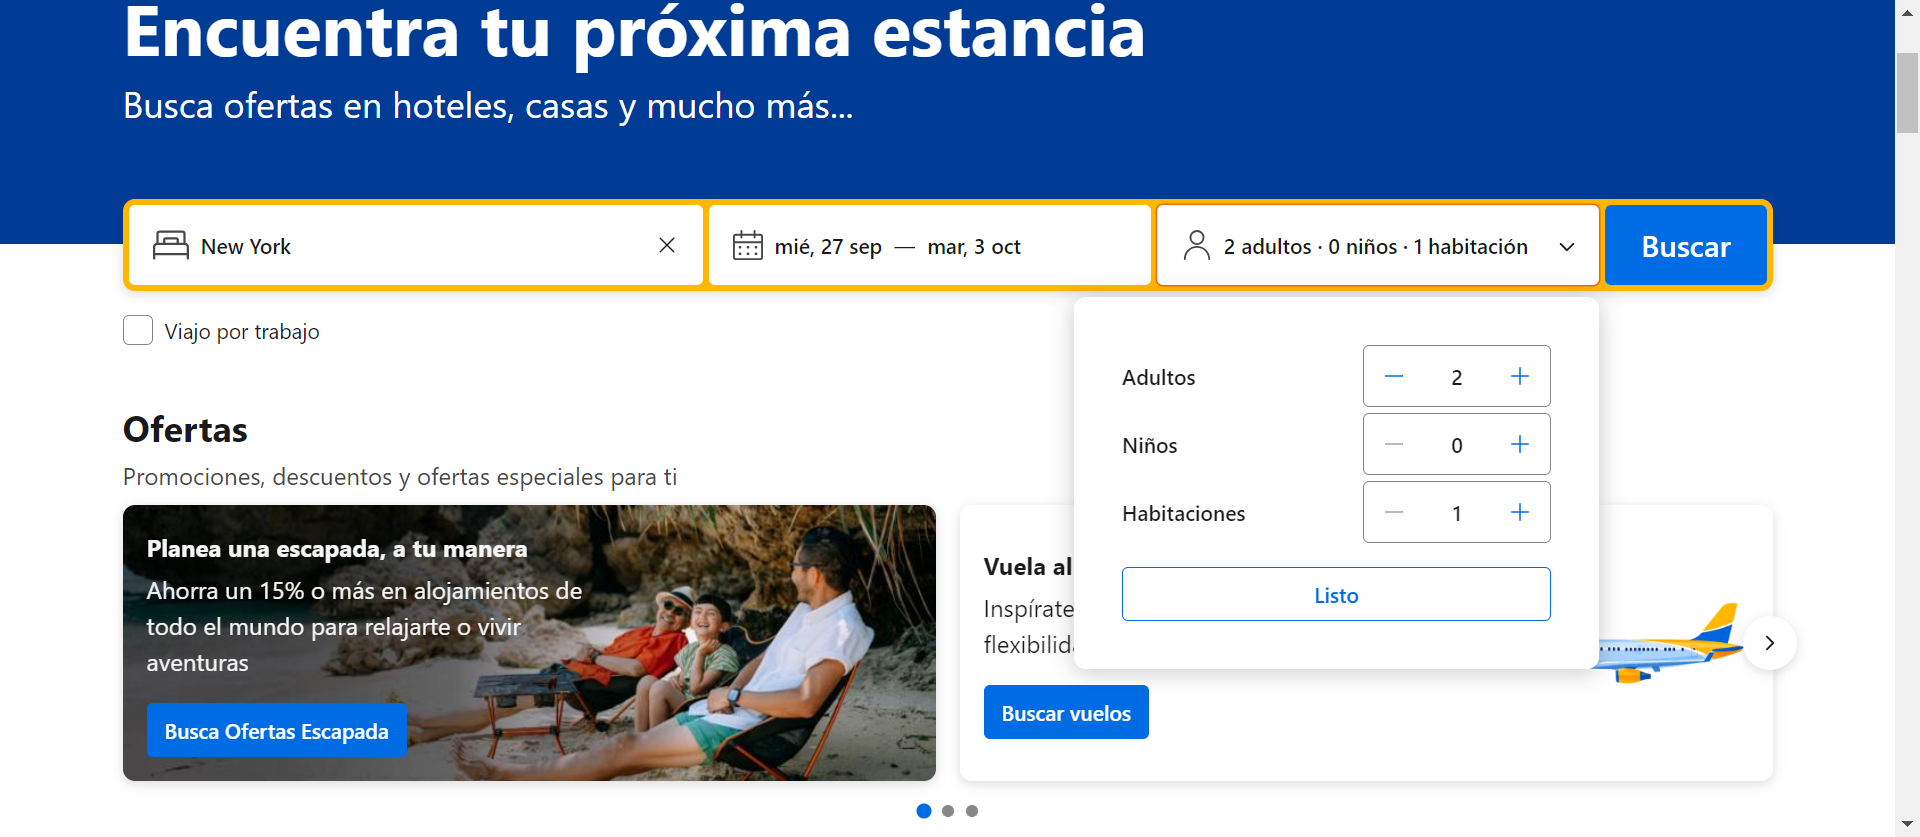 Encuentra tu próxima estancia
Busca ofertas en hoteles, casas y mucho más...
New York
mié, 27 sep — mar, 3 oct
2 adultos · 0 niños · 1 habitación
Buscar
Viajo por trabajo
Adultos
2
Niños
0
Habitaciones
1
Listo
Ofertas
Promociones, descuentos y ofertas especiales para ti
Planea una escapada, a tu manera
Ahorra un 15% o más en alojamientos de
todo el mundo para relajarte o vivir
aventuras
Busca Ofertas Escapada
Vuela al
Inspírate
Buscar vuelos